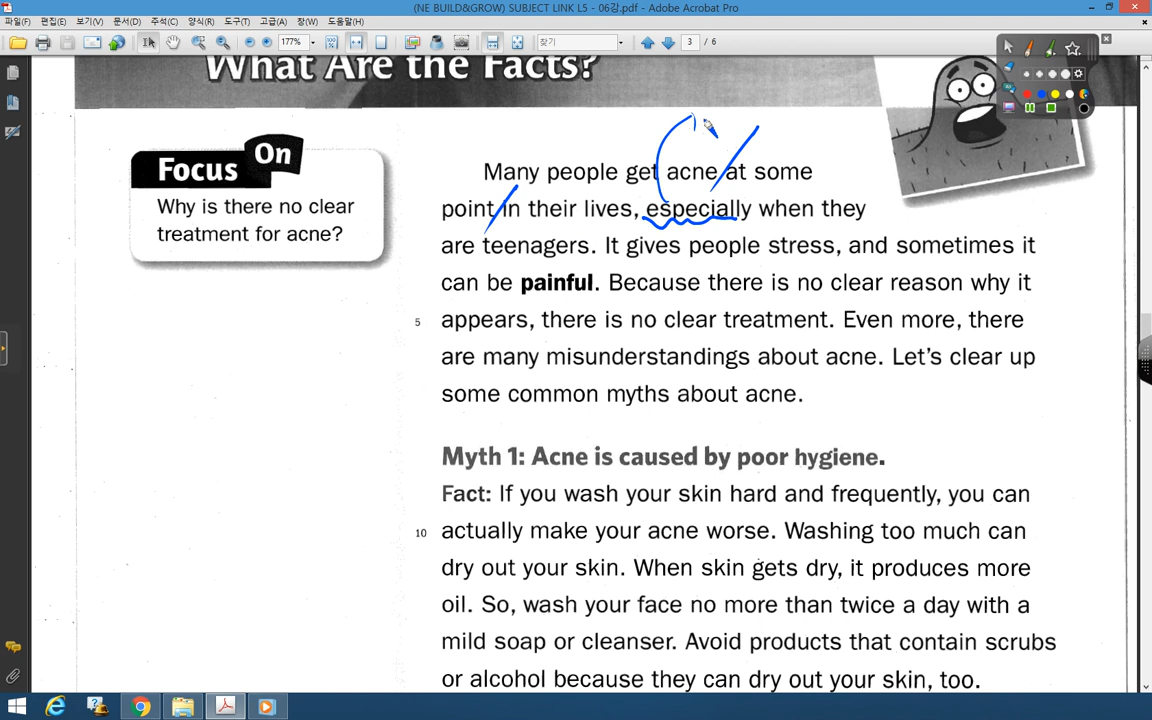 (NE BUILD&GROW) SUBJECT LINK L5 - 06강.pdf - Adobe Acrobat Pro
파일(F) 편집(E) 보기(V) 문서(D) 주석(C) 양식(R) 도구(T) 고급(A) 창(W) 도움말(H)
177% 찾기 3 / 6
What Are the Facts?
Focus On
Why is there no clear
treatment for acne?
Many people get acne at some
point in their lives, especially when they
are teenagers. It gives people stress, and sometimes it
can be painful. Because there is no clear reason why it
5 appears, there is no clear treatment. Even more, there
are many misunderstandings about acne. Let's clear up
some common myths about acne.
Myth 1: Acne is caused by poor hygiene.
Fact: If you wash your skin hard and frequently, you can
10 actually make your acne worse. Washing too much can
dry out your skin. When skin gets dry, it produces more
oil. So, wash your face no more than twice a day with a
mild soap or cleanser. Avoid products that contain scrubs
or alcohol because they can dry out your skin, too.